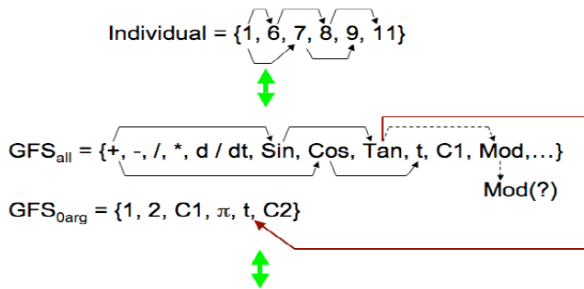 Individual = {1, 6, 7, 8, 9, 11}
GFSall = {+, -, /, *, d / dt, Sin, Cos, Tan, t, C1, Mod,...}
Mod(?)
GFS0arg = {1, 2, C1, π, t, C2}